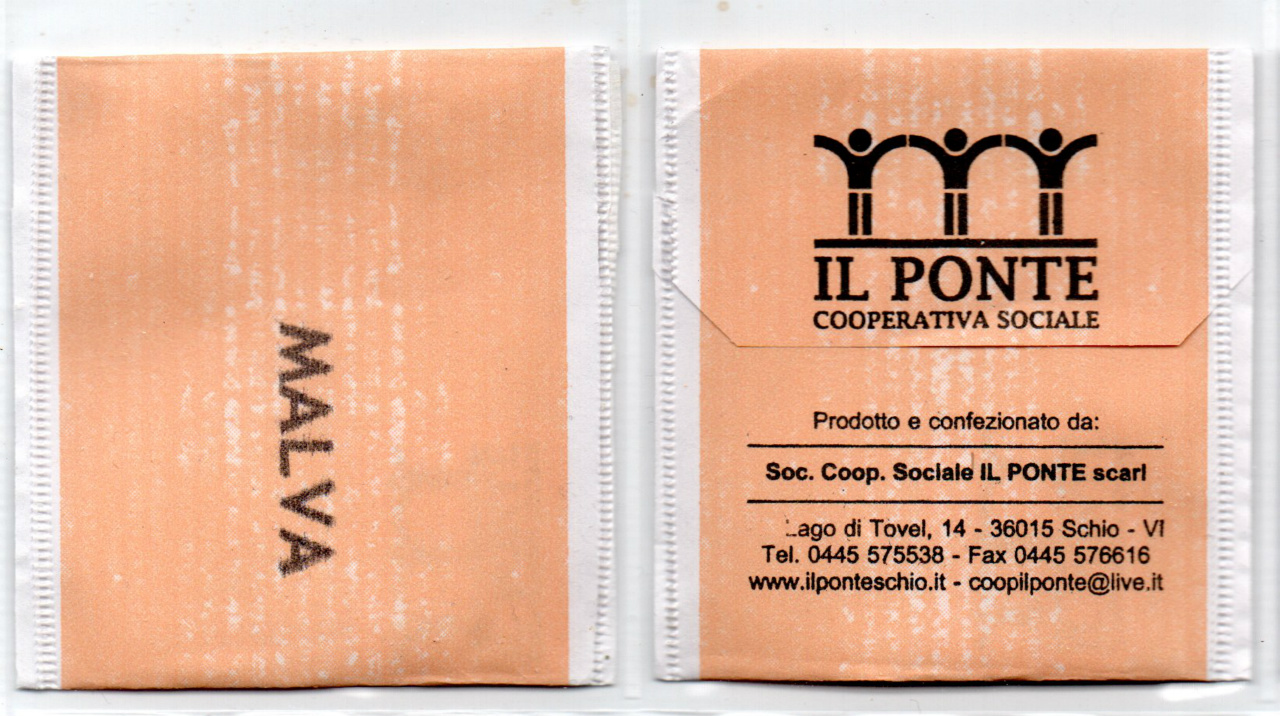 MALVA
IL PONTE
COOPERATIVA SOCIALE
Prodotto e confezionato da:
Soc. Coop. Sociale IL PONTE scarl
Lago di Tovel, 14 - 36015 Schio - VI
Tel. 0445 575538 - Fax 0445 576616
www.ilponteschio.it - coopilponte@live.it